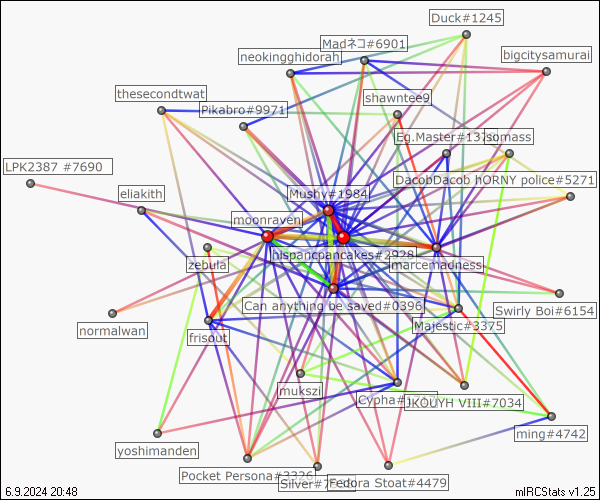 Duck#1245
Madネコ#6901
neokingghidorah
bigcitysamurai
thesecondtwat
shawntee9
Pikabro#9971
Eg.Master#13
somass
LPK2387 #7690
DacobDacob hORNY police#5271
eliakith
Mushy#1984
moonraven
hispancpancakes#2928
zebula
marcemadness
Can anything be saved#0396
Swirly Boi#6154
normalwan
Majestic#3375
frisout
mukszi
Cypha#1
JKOUYH VIII#7034
ming#4742
yoshimanden
Pocket Persona#3326
Silver#7
Fedora Stoat#4479
6.9.2024 20:48
mIRCStats v1.25